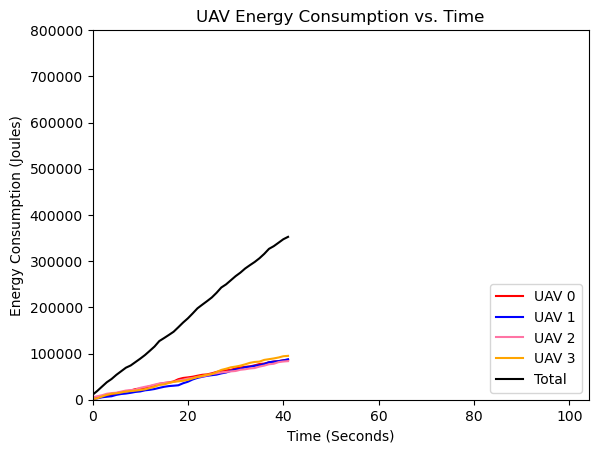 UAV Energy Consumption vs. Time
Energy Consumption (Joules)
800000
700000
600000
500000
400000
300000
200000
100000
0
0 20 40 60 80 100
Time (Seconds)
UAV 0
UAV 1
UAV 2
UAV 3
Total